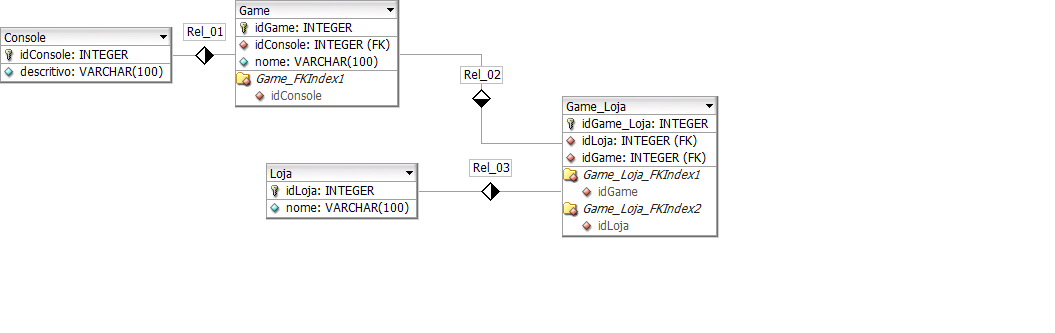 Console
idConsole: INTEGER
descritivo: VARCHAR(100)
Rel_01
Game
idGame: INTEGER
idConsole: INTEGER (FK)
nome: VARCHAR(100)
Game_FKIndex1
idConsole
Rel_02
Game_Loja
idGame_Loja: INTEGER
idLoja: INTEGER (FK)
idGame: INTEGER (FK)
Game_Loja_FKIndex1
idGame
Game_Loja_FKIndex2
idLoja
Rel_03
Loja
idLoja: INTEGER
nome: VARCHAR(100)